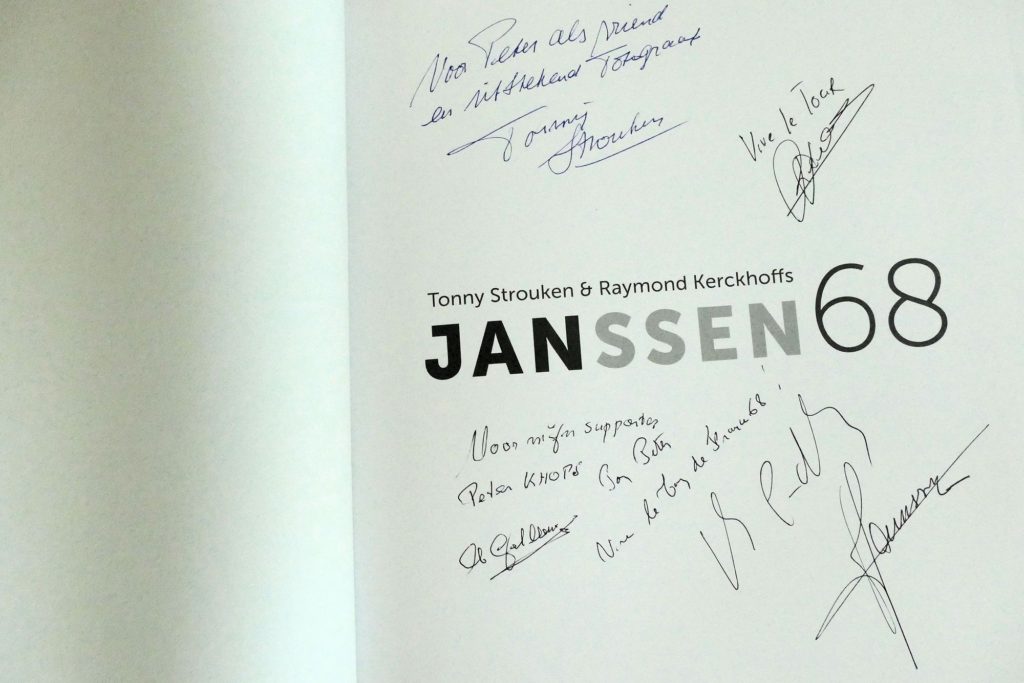 Voor Peter als vriend
en uitstekend Fotograaf
Tonny
Strouken
Vive le Tour
Tonny Strouken & Raymond Kerckhoffs
JANSSEN68
Voor mijn supporter
Peter
Vive le Tour de France 68!
Janssen